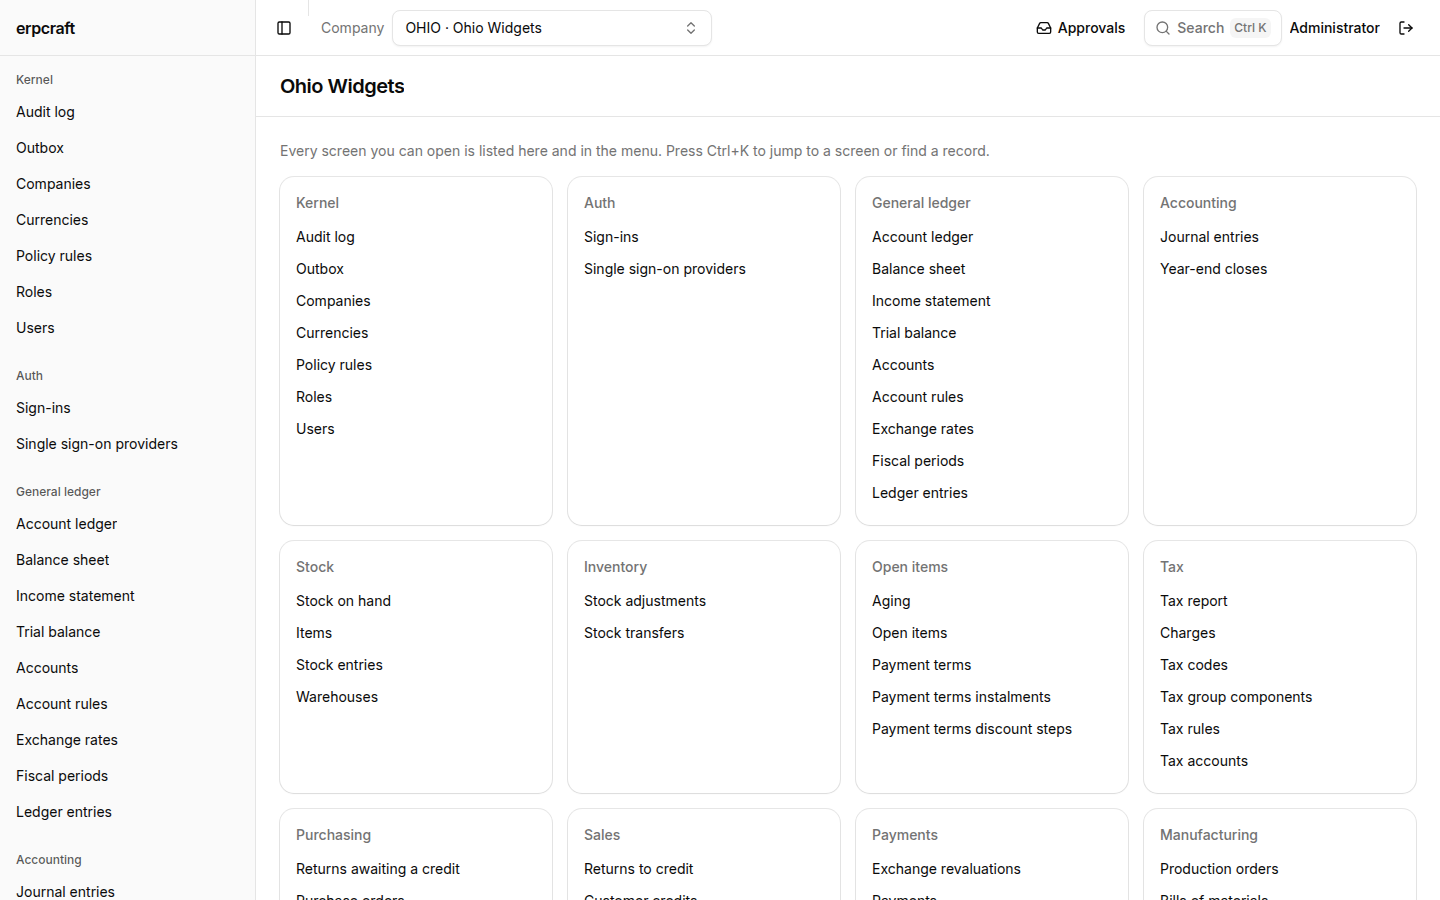 erpcraft
Company
OHIO · Ohio Widgets
Approvals
Search
Ctrl K
Administrator
Kernel
Audit log
Outbox
Companies
Currencies
Policy rules
Roles
Users
Auth
Sign-ins
Single sign-on providers
General ledger
Account ledger
Balance sheet
Income statement
Trial balance
Accounts
Account rules
Exchange rates
Fiscal periods
Ledger entries
Accounting
Journal entries
Ohio Widgets
Every screen you can open is listed here and in the menu. Press Ctrl+K to jump to a screen or find a record.
Kernel
Audit log
Outbox
Companies
Currencies
Policy rules
Roles
Users
Auth
Sign-ins
Single sign-on providers
General ledger
Account ledger
Balance sheet
Income statement
Trial balance
Accounts
Account rules
Exchange rates
Fiscal periods
Ledger entries
Accounting
Journal entries
Year-end closes
Stock
Stock on hand
Items
Stock entries
Warehouses
Inventory
Stock adjustments
Stock transfers
Open items
Aging
Open items
Payment terms
Payment terms instalments
Payment terms discount steps
Tax
Tax report
Charges
Tax codes
Tax group components
Tax rules
Tax accounts
Purchasing
Returns awaiting a credit
Purchase orders
Sales
Returns to credit
Customer credits
Payments
Exchange revaluations
Payments
Manufacturing
Production orders
Bills of materials